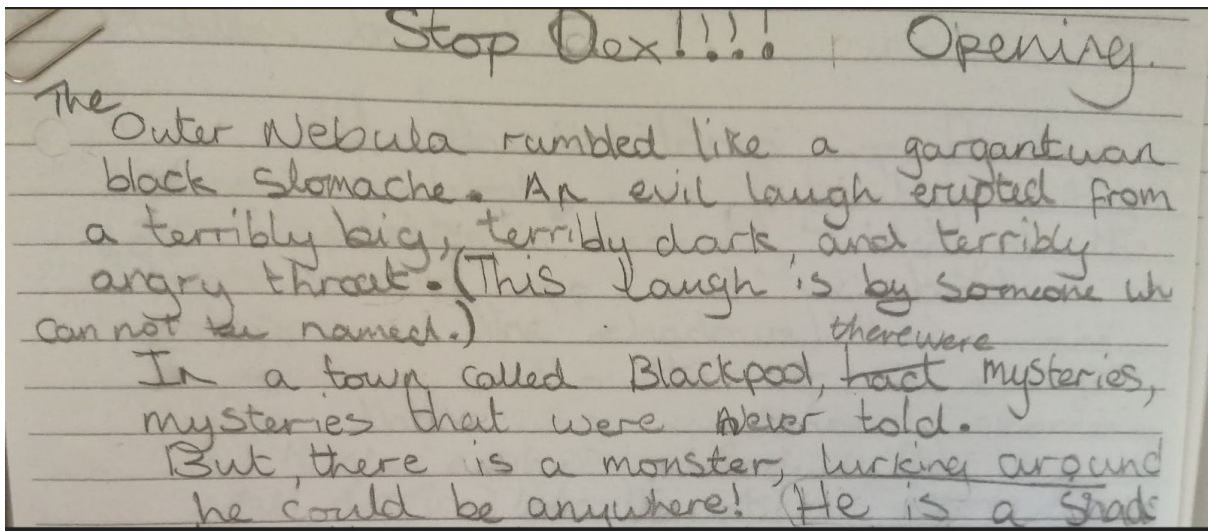 Stop Dex!!!! Opening.
The Outer Nebula rumbled like a gargantuan
black stomache. An evil laugh erupted from
a terribly big, terribly dark, and terribly
angry throat. (This laugh is by someone wh
can not be named.)
there were
In a town called Blackpool, had mysteries,
mysteries that were never told.
But, there is a monster, lurking around
he could be anywhere! (He is a shado